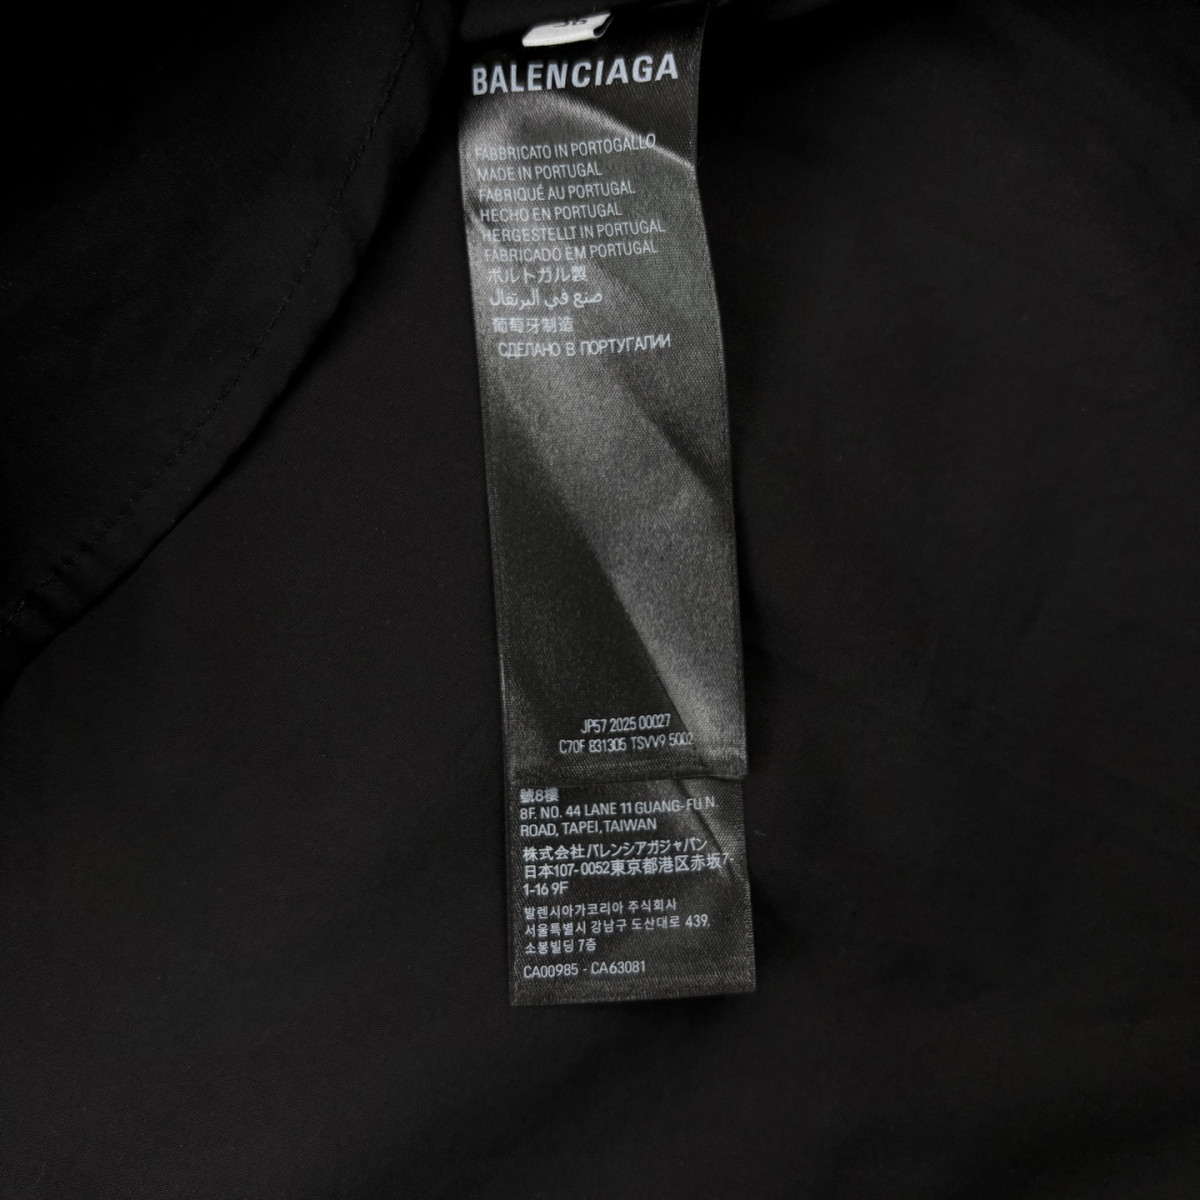 BALENCIAGA
FABBRICATO IN PORTOGALLO
MADE IN PORTUGAL
FABRIQUÉ AU PORTUGAL
HECHO EN PORTUGAL
HERGESTELLT IN PORTUGAL
FABRICADO EM PORTUGAL
ポルトガル製
صنع في البرتغال
葡萄牙制造
СДЕЛАНО В ПОРТУГАЛИИ
JP57 2025 00027
C70F 831305 TSVV9 5002
號8樓
8F. NO. 44 LANE 11 GUANG-FU N.
ROAD, TAPEI, TAIWAN
株式会社バレンシアガジャパン
日本107-0052東京都港区赤坂7-
1-16 9F
발렌시아가코리아 주식회사
서울특별시 강남구 도산대로 439,
소봉빌딩 7층
CA00985 - CA63081